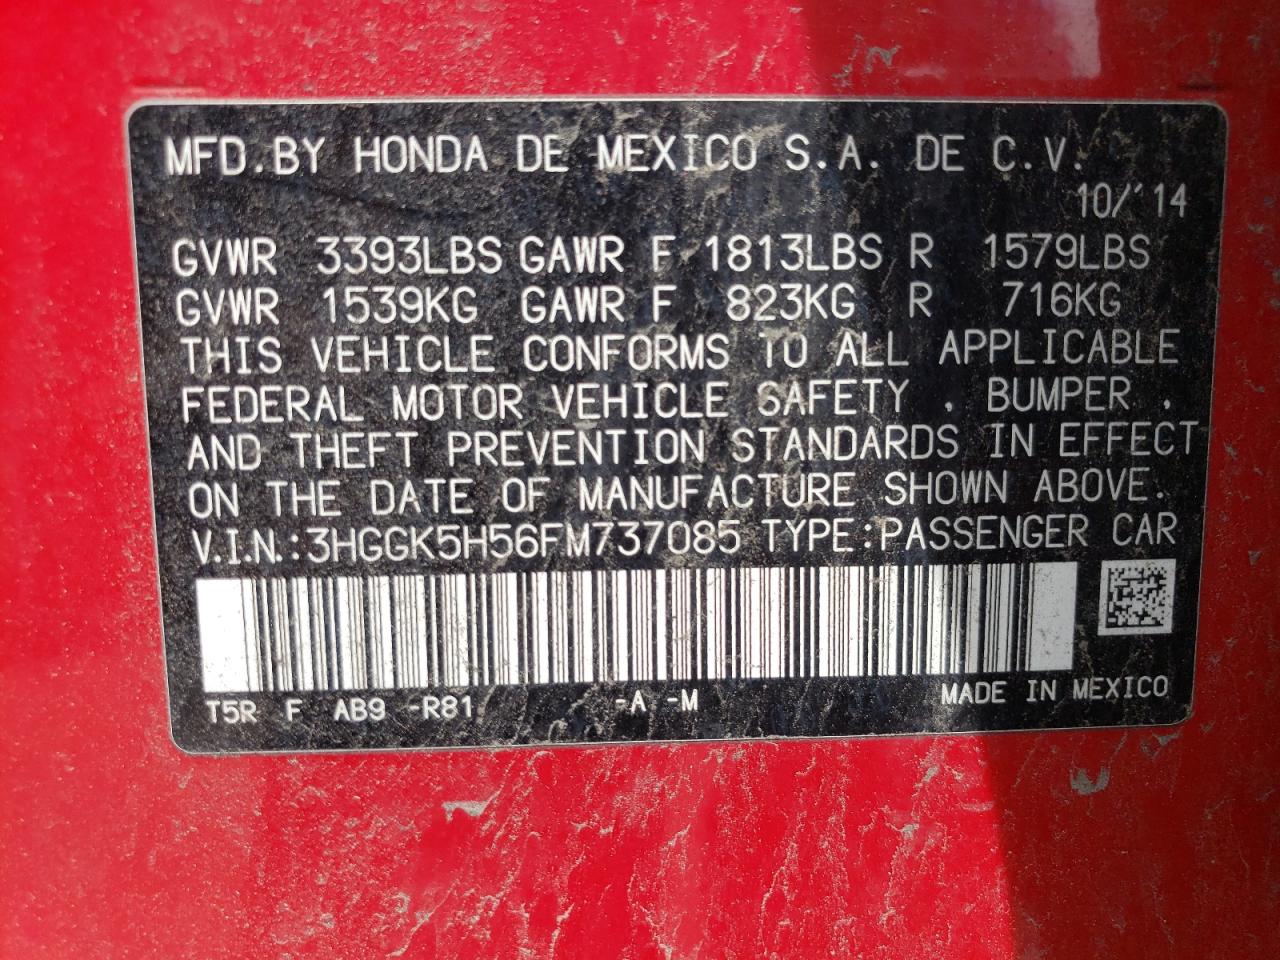 MFD.BY HONDA DE MEXICO S.A. DE C.V.
10/'14
GVWR 3393LBS GAWR F 1813LBS R 1579LBS
GVWR 1539KG GAWR F 823KG R 716KG
THIS VEHICLE CONFORMS TO ALL APPLICABLE
FEDERAL MOTOR VEHICLE SAFETY , BUMPER ,
AND THEFT PREVENTION STANDARDS IN EFFECT
ON THE DATE OF MANUFACTURE SHOWN ABOVE.
V.I.N.:3HGGK5H56FM737085 TYPE:PASSENGER CAR
T5R F AB9 -R81 -A -M MADE IN MEXICO